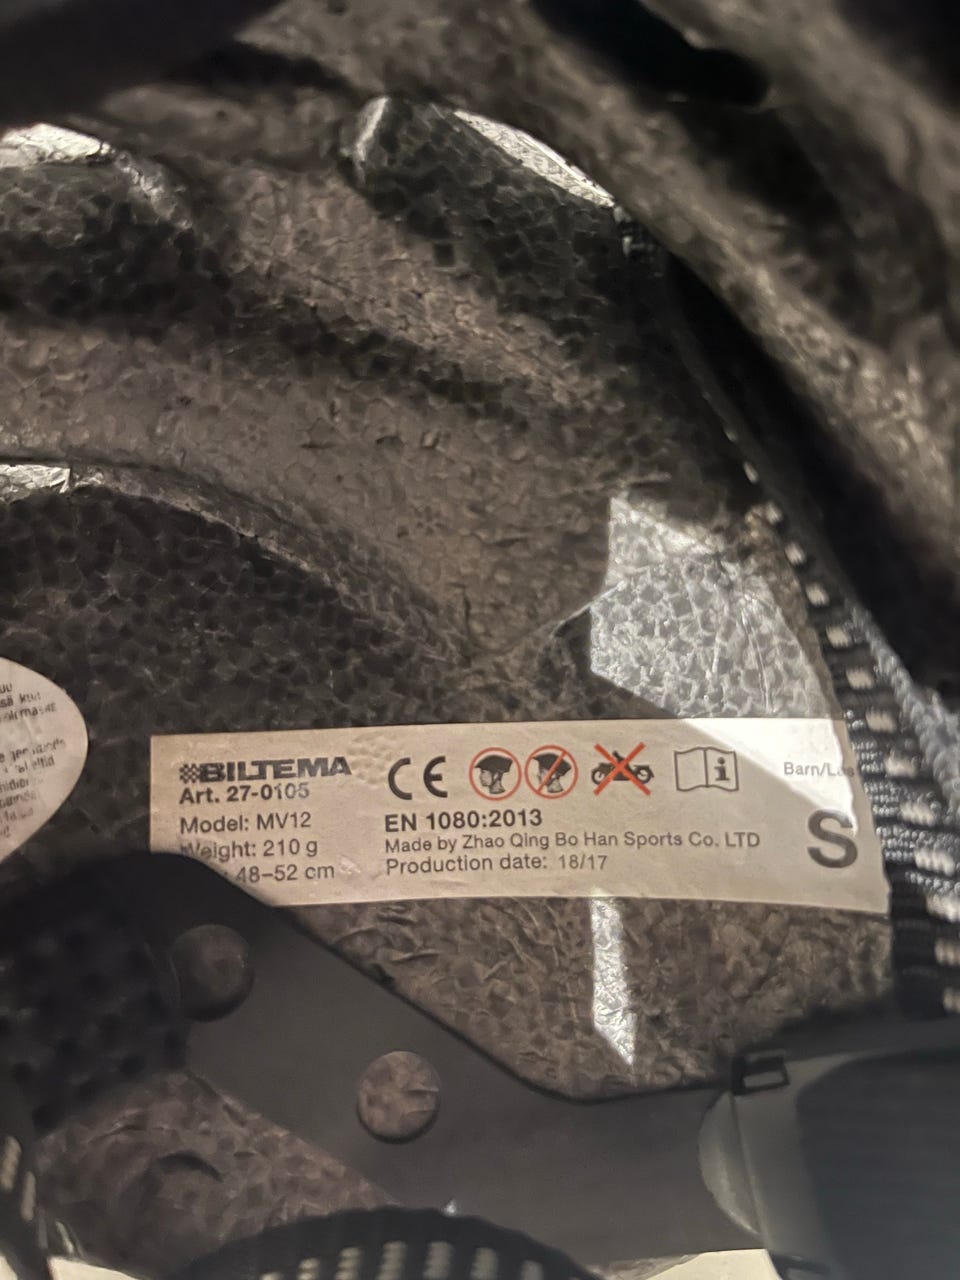 BILTEMA
Art. 27-0105
Model: MV12
Weight: 210 g
48–52 cm
CE
EN 1080:2013
Made by Zhao Qing Bo Han Sports Co. LTD
Production date: 18/17
i
Barn/
S